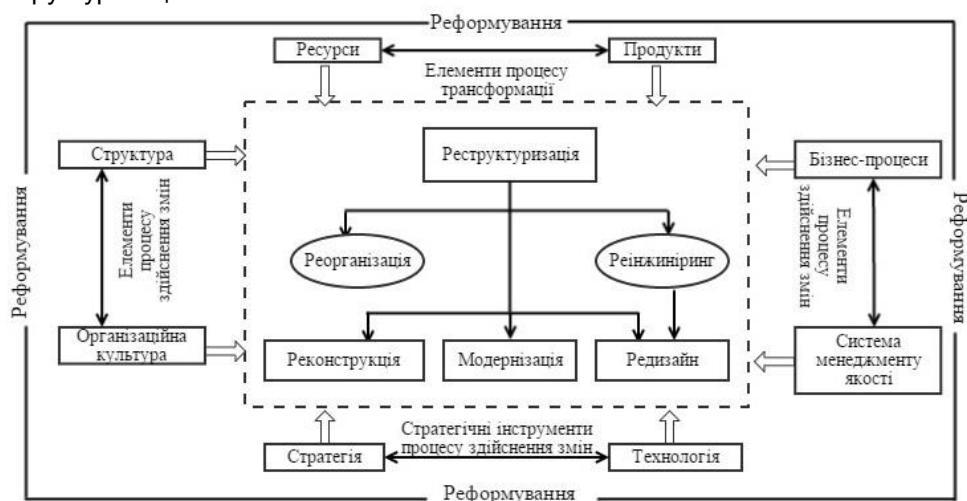 Реформування
Ресурси
Продукти
Елементи процесу
трансформації
Структура
Реструктуризація
Бізнес-процеси
Реформування
Елементи
процесу
здійснення змін
Реорганізація
Реінжиніринг
Елементи
процесу
здійснення змін
Реформування
Організаційна
культура
Реконструкція
Модернізація
Редизайн
Система
менеджменту
якості
Стратегічні інструменти
процесу здійснення змін
Стратегія
Технологія
Реформування